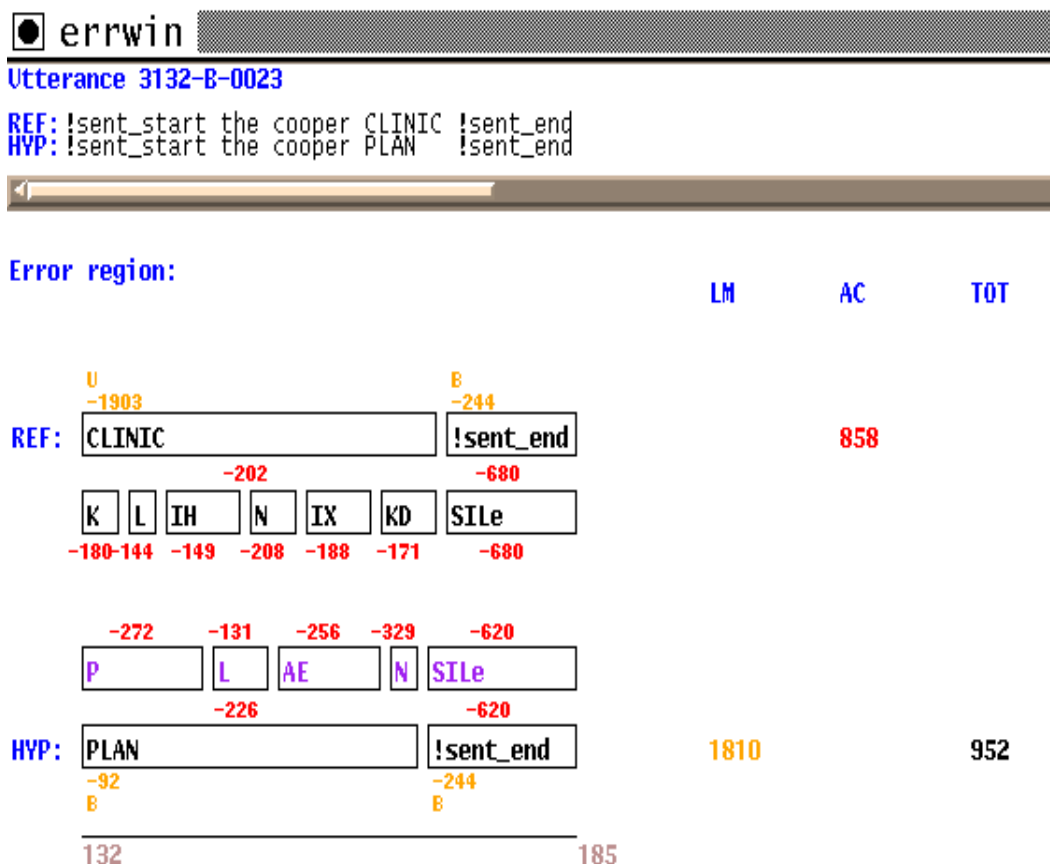 errwin
Utterance 3132-B-0023
REF: !sent_start the cooper CLINIC !sent_end
HYP: !sent_start the cooper PLAN !sent_end
Error region:
LM AC TOT
U B
-1903 -244
REF: CLINIC !sent_end 858
-202 -680
K L IH N IX KD SILe
-180 -144 -149 -208 -188 -171 -680
-272 -131 -256 -329 -620
P L AE N SILe
-226 -620
HYP: PLAN !sent_end 1810 952
-92 -244
B B
132 185